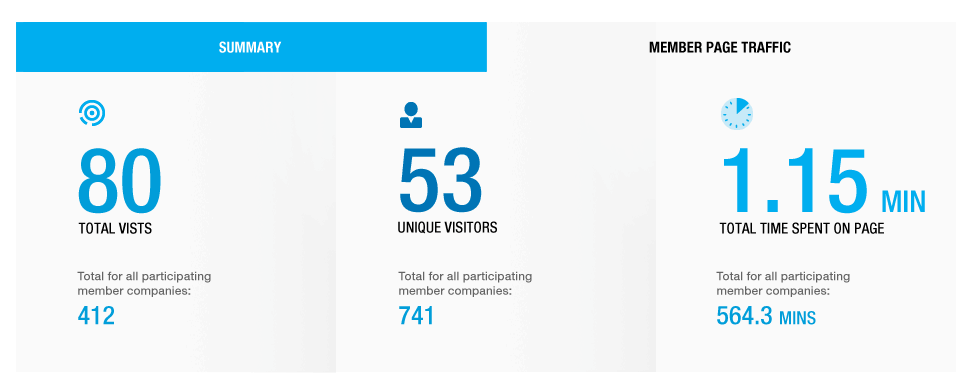 SUMMARY
MEMBER PAGE TRAFFIC
80
TOTAL VISTS
Total for all participating
member companies:
412
53
UNIQUE VISITORS
Total for all participating
member companies:
741
1.15 MIN
TOTAL TIME SPENT ON PAGE
Total for all participating
member companies:
564.3 MINS